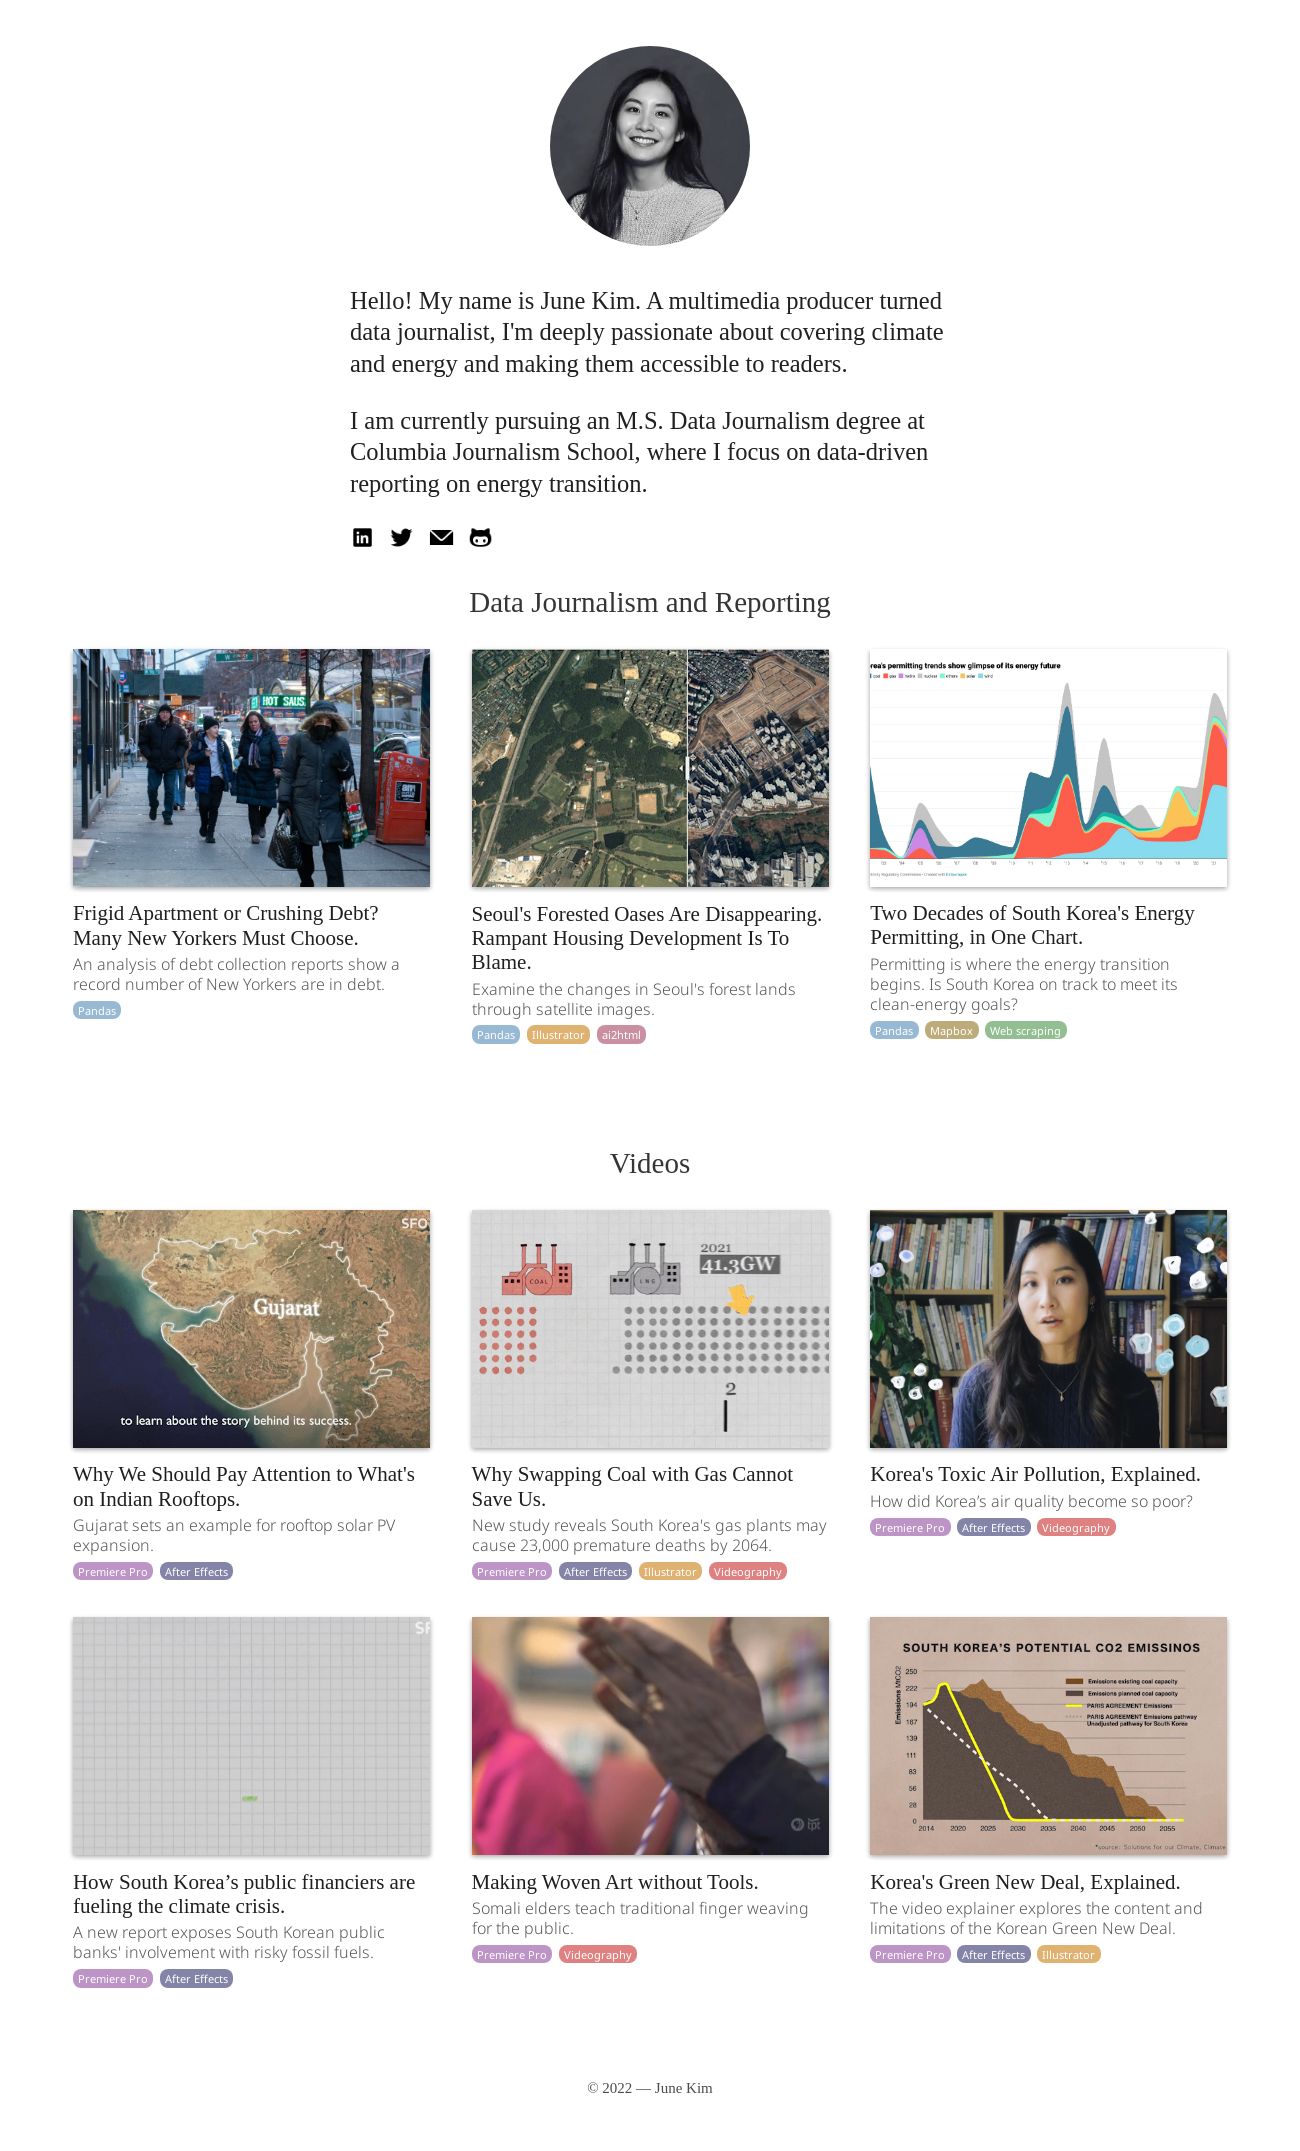 Hello! My name is June Kim. A multimedia producer turned
data journalist, I'm deeply passionate about covering climate
and energy and making them accessible to readers.
I am currently pursuing an M.S. Data Journalism degree at
Columbia Journalism School, where I focus on data-driven
reporting on energy transition.
in
Data Journalism and Reporting
HOT SAUS
rea's permitting trends show glimpse of its energy future
coal gas hydro nuclear others solar wind
Frigid Apartment or Crushing Debt?
Many New Yorkers Must Choose.
An analysis of debt collection reports show a
record number of New Yorkers are in debt.
Pandas
Seoul's Forested Oases Are Disappearing.
Rampant Housing Development Is To
Blame.
Examine the changes in Seoul's forest lands
through satellite images.
Pandas Illustrator ai2html
Two Decades of South Korea's Energy
Permitting, in One Chart.
Permitting is where the energy transition
begins. Is South Korea on track to meet its
clean-energy goals?
Pandas Mapbox Web scraping
Videos
SFO
Gujarat
to learn about the story behind its success.
2021
41.3GW
COAL
LNG
2
Why We Should Pay Attention to What's
on Indian Rooftops.
Gujarat sets an example for rooftop solar PV
expansion.
Premiere Pro After Effects
Why Swapping Coal with Gas Cannot
Save Us.
New study reveals South Korea's gas plants may
cause 23,000 premature deaths by 2064.
Premiere Pro After Effects Illustrator Videography
Korea's Toxic Air Pollution, Explained.
How did Korea’s air quality become so poor?
Premiere Pro After Effects Videography
SF
tpt
SOUTH KOREA'S POTENTIAL CO2 EMISSINOS
Emissions MtCO2
250
222
194
167
139
111
83
56
28
0
2014 2020 2025 2030 2035 2040 2045 2050 2055
Emissions existing coal capacity
Emissions planned coal capacity
PARIS AGREEMENT Emissions
PARIS AGREEMENT Emissions pathway
Unadjusted pathway for South Korea
*source: Solutions for our Climate, Climate
How South Korea’s public financiers are
fueling the climate crisis.
A new report exposes South Korean public
banks' involvement with risky fossil fuels.
Premiere Pro After Effects
Making Woven Art without Tools.
Somali elders teach traditional finger weaving
for the public.
Premiere Pro Videography
Korea's Green New Deal, Explained.
The video explainer explores the content and
limitations of the Korean Green New Deal.
Premiere Pro After Effects Illustrator
© 2022 — June Kim